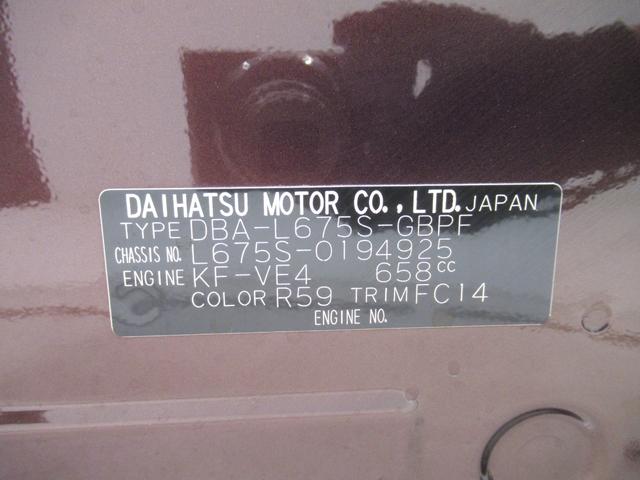 DAIHATSU MOTOR CO., LTD. JAPAN
TYPE DBA-L675S-GBPF
CHASSIS NO. L675S-0194925
ENGINE KF-VE4 658cc
COLOR R59 TRIM FC14
ENGINE NO.